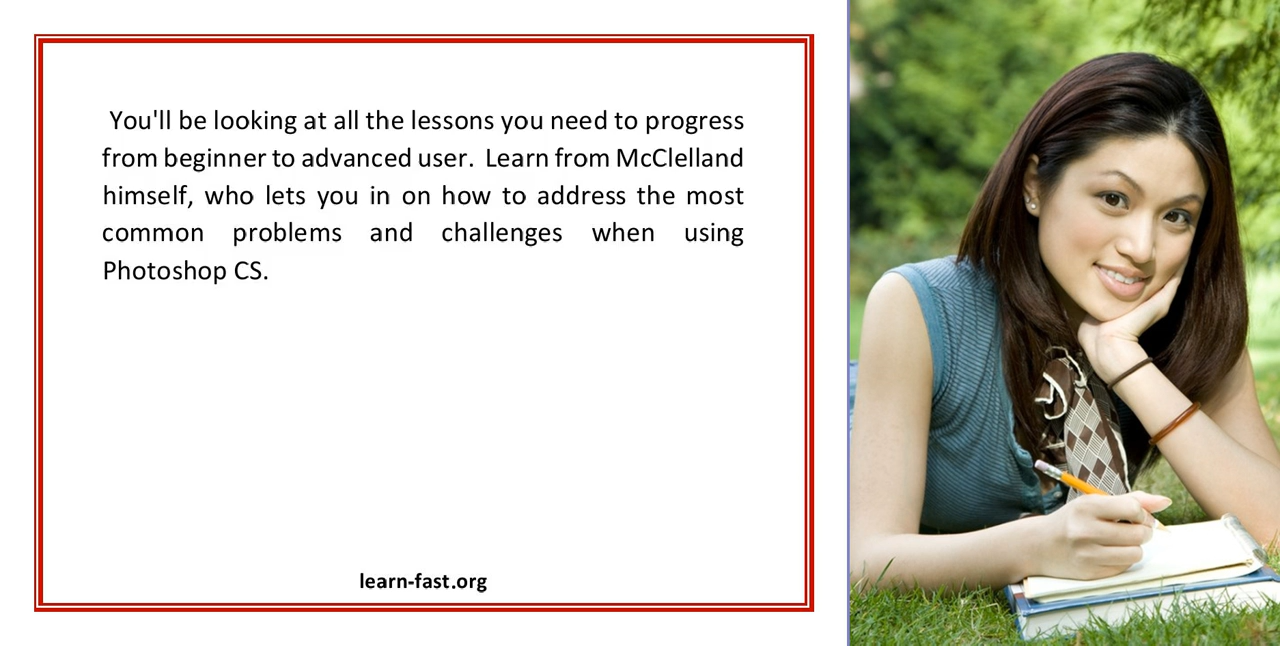 You'll be looking at all the lessons you need to progress
from beginner to advanced user.  Learn from McClelland
himself, who lets you in on how to address the most
common problems and challenges when using
Photoshop CS.
learn-fast.org